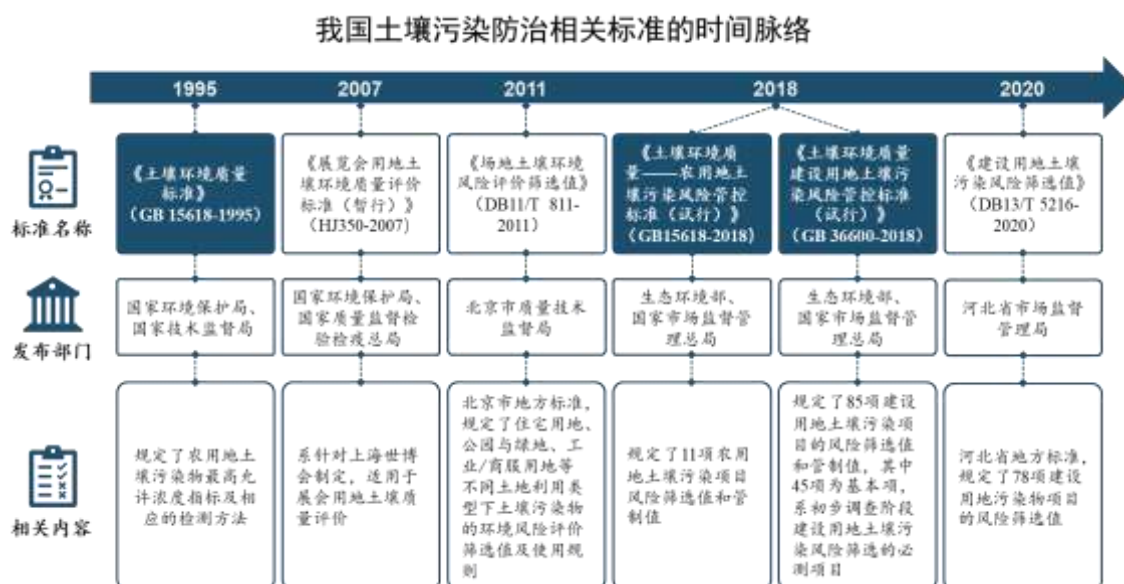 我国土壤污染防治相关标准的时间脉络
1995
2007
2011
2018
2020
标准名称
《土壤环境质量
标准》
（GB 15618-1995）
《展览会用地土
壤环境质量评价
标准（暂行）》
（HJ350-2007）
《场地土壤环境
风险评价筛选值》
(DB11/T 811-
2011）
《土壤环境质
量——农用地土
壤污染风险管控
标准（试行）》
（GB15618-2018）
《土壤环境质量
建设用地土壤污
染风险管控标准
（试行）》
（GB 36600-2018）
《建设用地土壤
污染风险筛选值》
(DB13/T 5216-
2020）
发布部门
国家环境保护局、
国家技术监督局
国家环境保护局、
国家质量监督检
验检疫总局
北京市质量技术
监督局
生态环境部、
国家市场监督管
理总局
生态环境部、
国家市场监督管
理总局
河北省市场监督
管理局
相关内容
规定了农用地土
壤污染物最高允
许浓度指标及相
应的检测方法
系针对上海世博
会制定，适用于
展会用地土壤质
量评价
北京市地方标准，
规定了住宅用地、
公园与绿地、工
业/商服用地等
不同土地利用类
型下土壤污染物
的环境风险评价
筛选值及使用规
则
规定了11项农用
地土壤污染项目
风险筛选值和管
制值
规定了85项建设
用地土壤污染项
目的风险筛选值
和管制值，其中
45项为基本项，
系初步调查阶段
建设用地土壤污
染风险筛选的必
测项目
河北省地方标准，
规定了78项建设
用地污染物项目
的风险筛选值